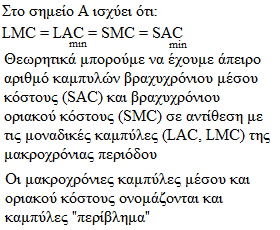 Στο σημείο Α ισχύει ότι:
LMC = LAC = SMC = SAC
min min
Θεωρητικά μπορούμε να έχουμε άπειρο
αριθμό καμπυλών βραχυχρόνιου μέσου
κόστους (SAC) και βραχυχρόνιου
οριακού κόστους (SMC) σε αντίθεση με
τις μοναδικές καμπύλες (LAC, LMC) της
μακροχρόνιας περιόδου
Οι μακροχρόνιες καμπύλες μέσου και
οριακού κόστους ονομάζονται και
καμπύλες "περίβλημα"